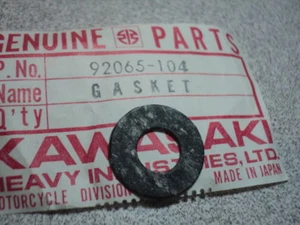 GENUINE PARTS
P. No. 92065-104
Name GASKET
Q'ty
KAWASAKI
HEAVY INDUSTRIES, LTD.
MOTORCYCLE DIVISION MADE IN JAPAN